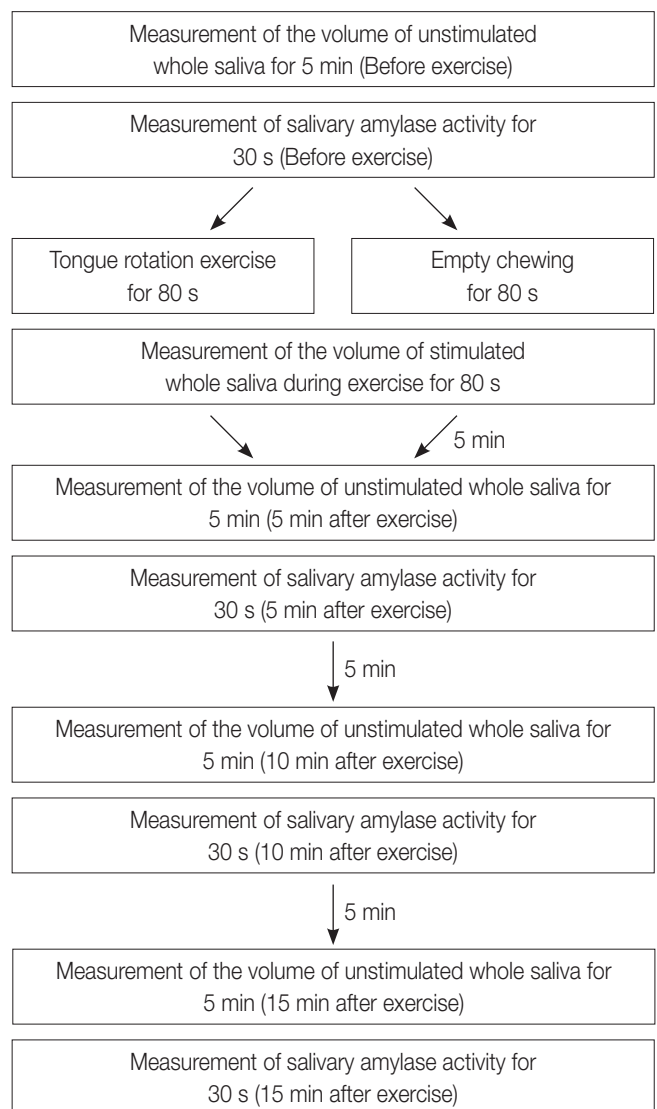 Measurement of the volume of unstimulated
whole saliva for 5 min (Before exercise)
Measurement of salivary amylase activity for
30 s (Before exercise)
Tongue rotation exercise
for 80 s
Empty chewing
for 80 s
Measurement of the volume of stimulated
whole saliva during exercise for 80 s
5 min
Measurement of the volume of unstimulated whole saliva for
5 min (5 min after exercise)
Measurement of salivary amylase activity for
30 s (5 min after exercise)
5 min
Measurement of the volume of unstimulated whole saliva for
5 min (10 min after exercise)
Measurement of salivary amylase activity for
30 s (10 min after exercise)
5 min
Measurement of the volume of unstimulated whole saliva for
5 min (15 min after exercise)
Measurement of salivary amylase activity for
30 s (15 min after exercise)